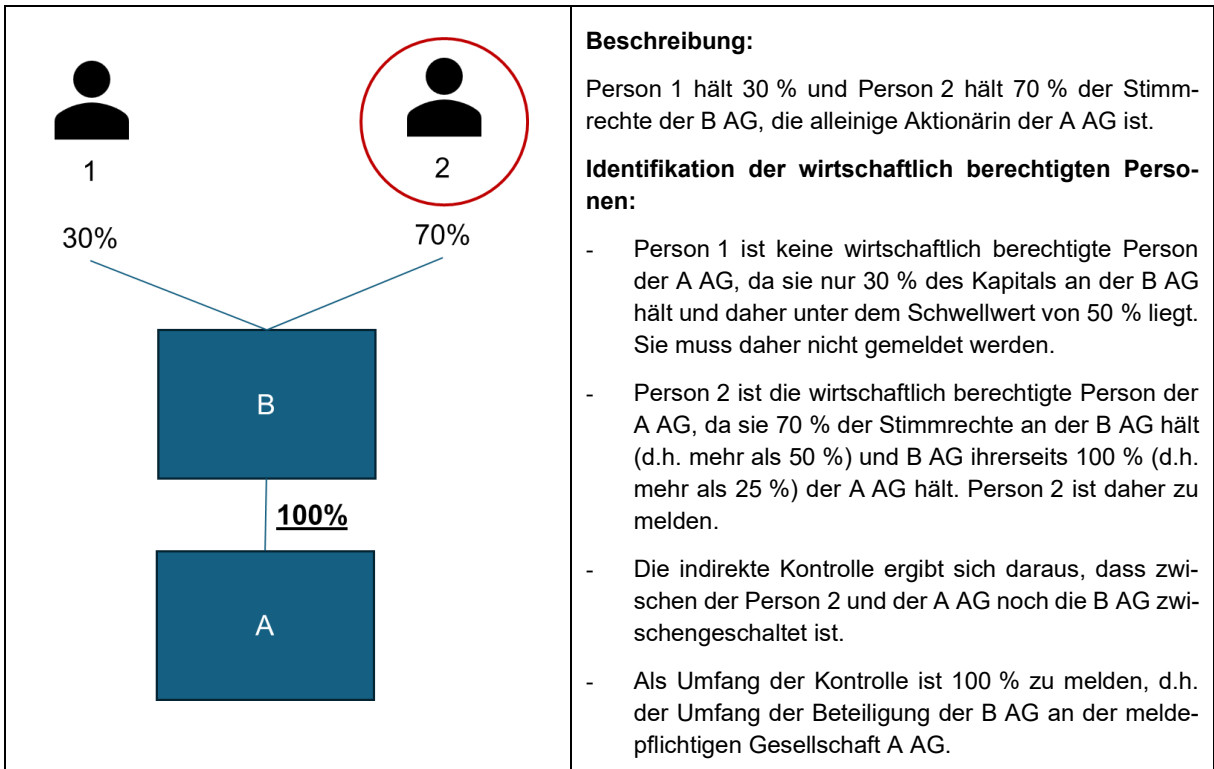 1
2
30%
70%
B
100%
A
Beschreibung:
Person 1 hält 30 % und Person 2 hält 70 % der Stimm-
rechte der B AG, die alleinige Aktionärin der A AG ist.
Identifikation der wirtschaftlich berechtigten Perso-
nen:
- Person 1 ist keine wirtschaftlich berechtigte Person
der A AG, da sie nur 30 % des Kapitals an der B AG
hält und daher unter dem Schwellwert von 50 % liegt.
Sie muss daher nicht gemeldet werden.
- Person 2 ist die wirtschaftlich berechtigte Person der
A AG, da sie 70 % der Stimmrechte an der B AG hält
(d.h. mehr als 50 %) und B AG ihrerseits 100 % (d.h.
mehr als 25 %) der A AG hält. Person 2 ist daher zu
melden.
- Die indirekte Kontrolle ergibt sich daraus, dass zwi-
schen der Person 2 und der A AG noch die B AG zwi-
schengeschaltet ist.
- Als Umfang der Kontrolle ist 100 % zu melden, d.h.
der Umfang der Beteiligung der B AG an der melde-
pflichtigen Gesellschaft A AG.